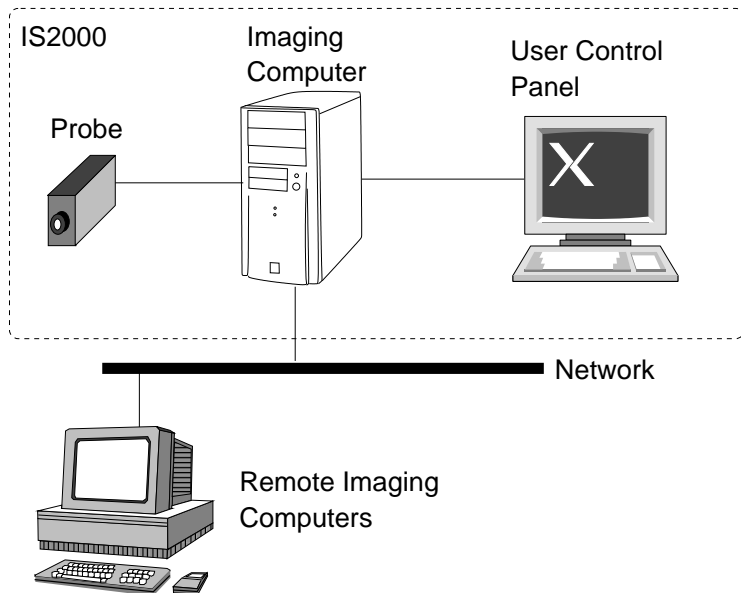 IS2000
Imaging
Computer
User Control
Panel
Probe
X
Network
Remote Imaging
Computers